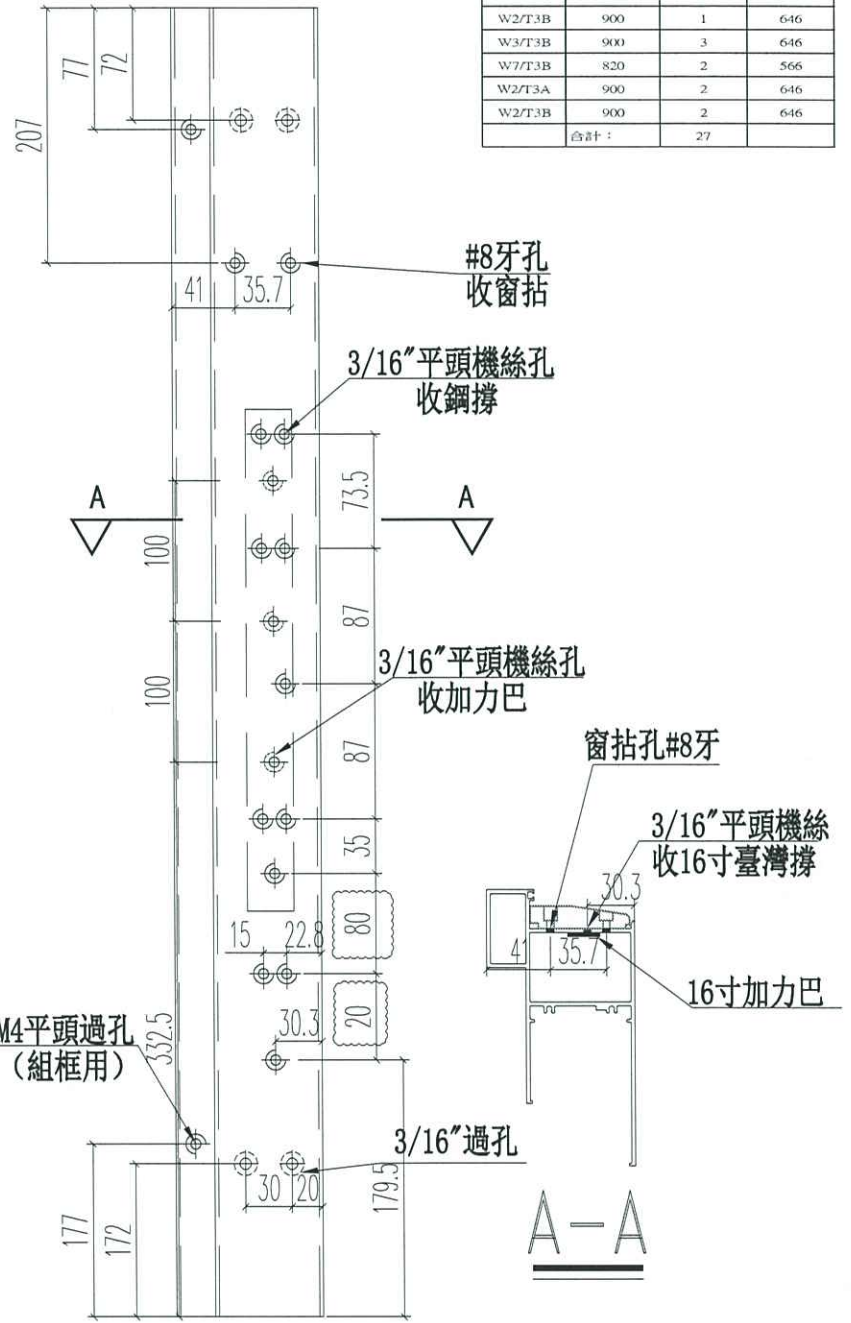 W2/T3B 900 1 646
W3/T3B 900 3 646
W7/T3B 820 2 566
W2/T3A 900 2 646
W2/T3B 900 2 646
合計： 27
77
72
207
#8牙孔
收窗拈
41
35.7
3/16"平頭機絲孔
收鋼撐
73.5
A
A
100
87
3/16"平頭機絲孔
收加力巴
100
87
窗拈孔#8牙
3/16"平頭機絲
收16寸臺灣撐
35
30.3
80
15
22.8
41
35.7
16寸加力巴
20
30.3
M4平頭過孔
（組框用）
332.5
3/16"過孔
30
20
179.5
177
172
A－A